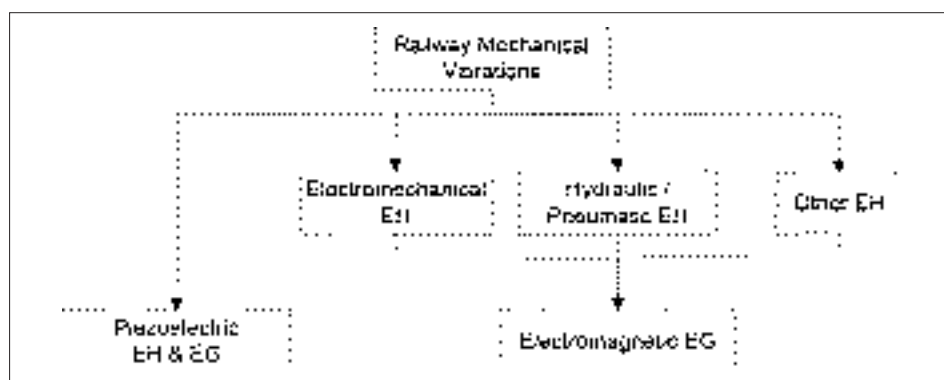 Railway Mechanical
Vibrations
Electromechanical
EH
Hydraulic /
Pneumatic EH
Other EH
Piezoelectric
EH & EG
Electromagnetic EG